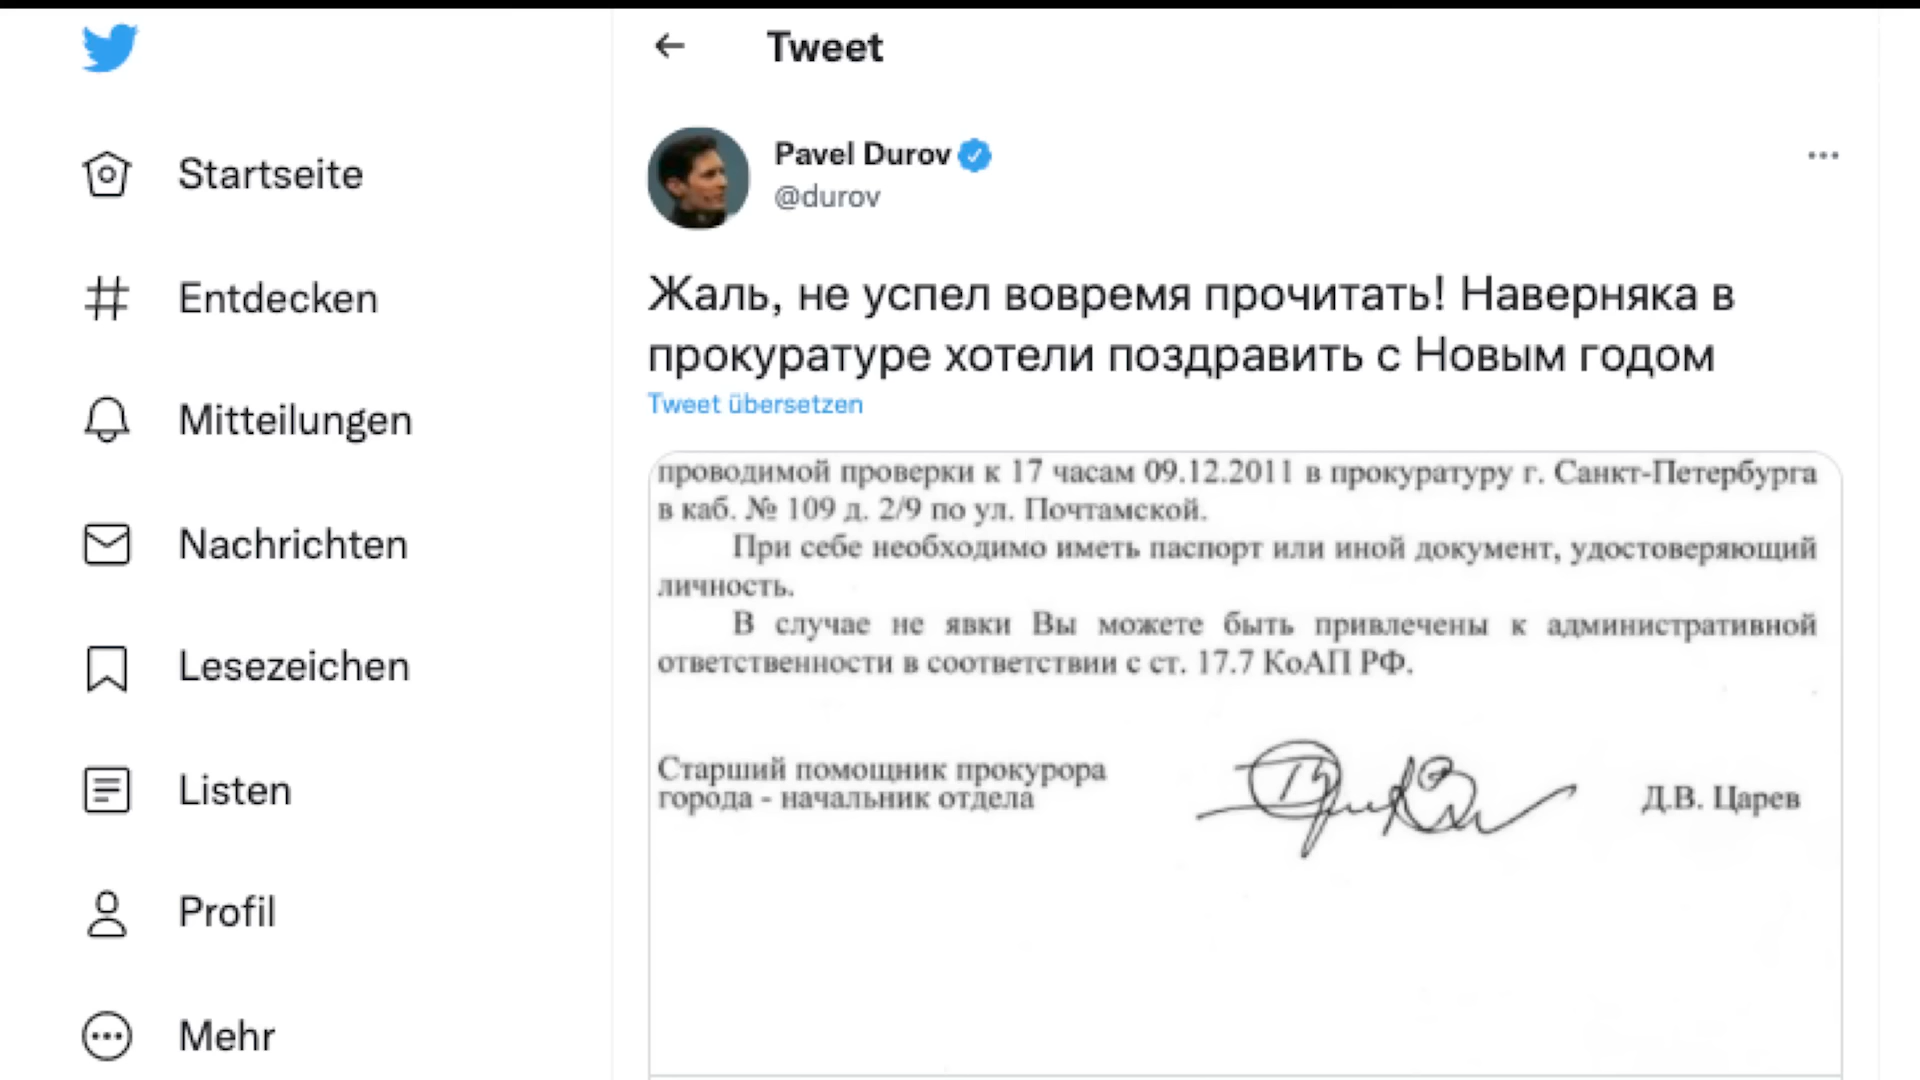 Tweet
Startseite
Entdecken
Mitteilungen
Nachrichten
Lesezeichen
Listen
Profil
Mehr
Pavel Durov
@durov
Жаль, не успел вовремя прочитать! Наверняка в
прокуратуре хотели поздравить с Новым годом
Tweet übersetzen
проводимой проверки к 17 часам 09.12.2011 в прокуратуру г. Санкт-Петербурга
в каб. № 109 д. 2/9 по ул. Почтамской.
При себе необходимо иметь паспорт или иной документ, удостоверяющий
личность.
В случае не явки Вы можете быть привлечены к административной
ответственности в соответствии с ст. 17.7 КоАП РФ.
Старший помощник прокурора
города - начальник отдела
Д.В. Царев